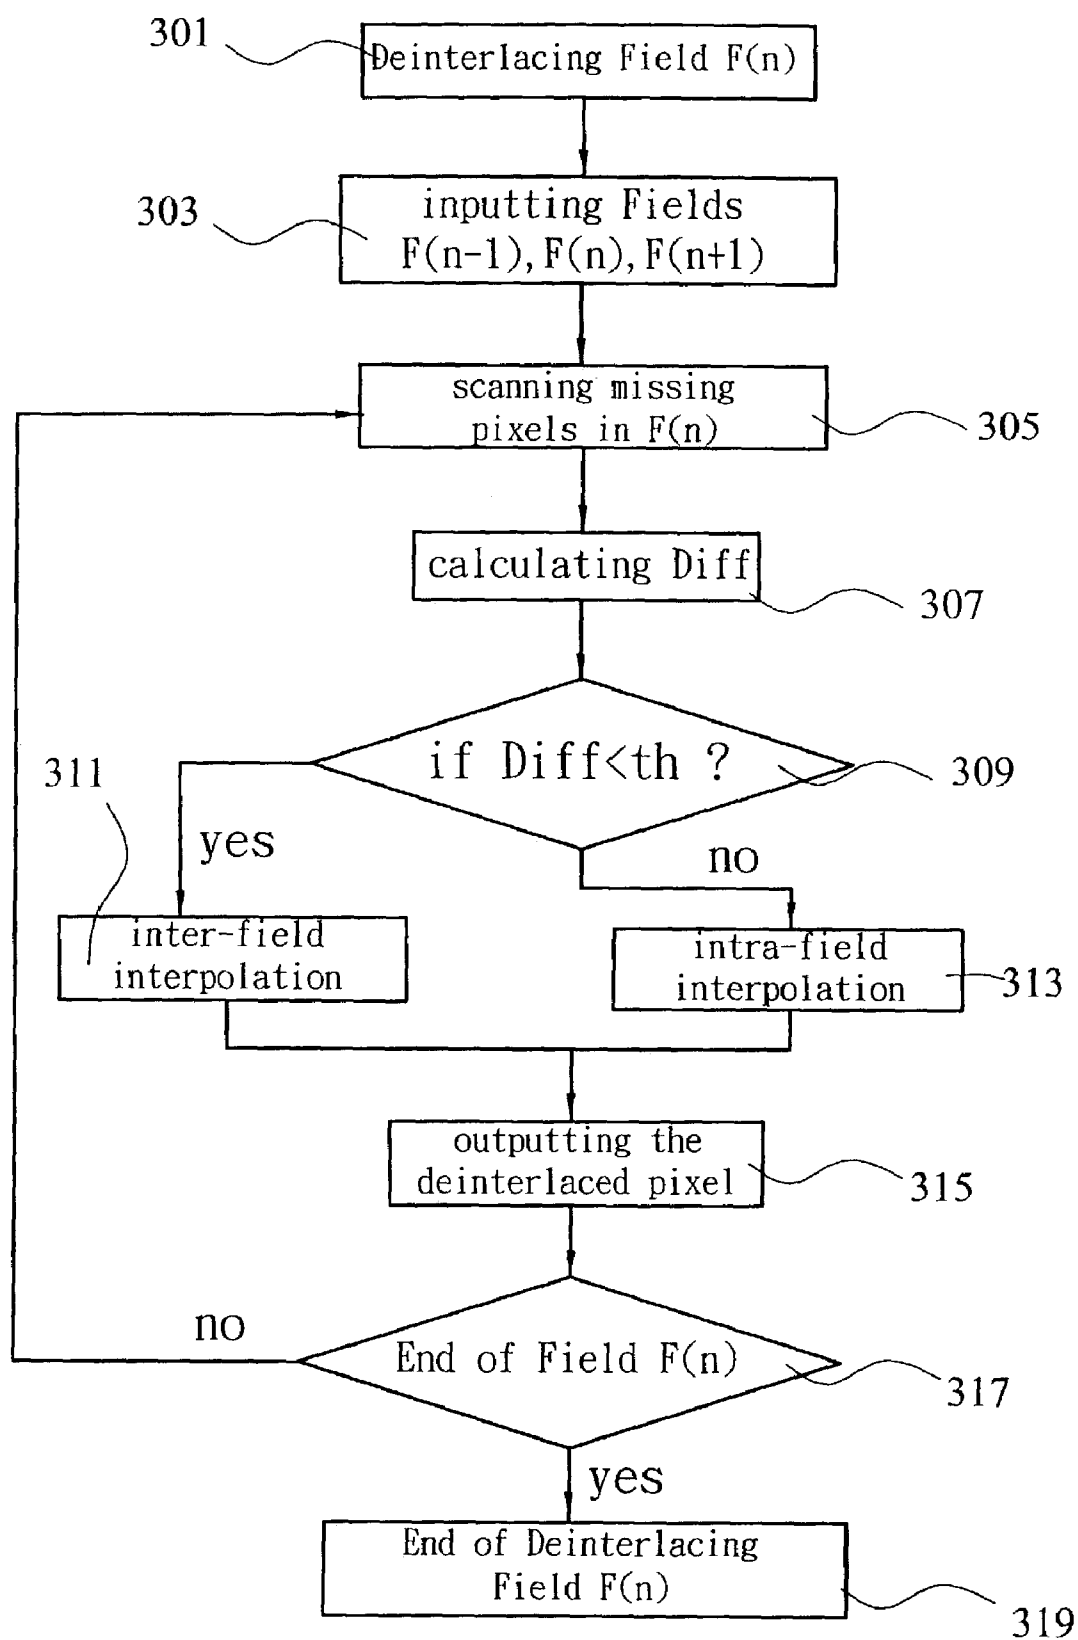 301
Deinterlacing Field F(n)
303
inputting Fields
F(n-1), F(n), F(n+1)
scanning missing
pixels in F(n)
305
calculating Diff
307
if Diff<th ?
309
311
yes
no
inter-field
interpolation
intra-field
interpolation
313
outputting the
deinterlaced pixel
315
no
End of Field F(n)
317
yes
End of Deinterlacing
Field F(n)
319